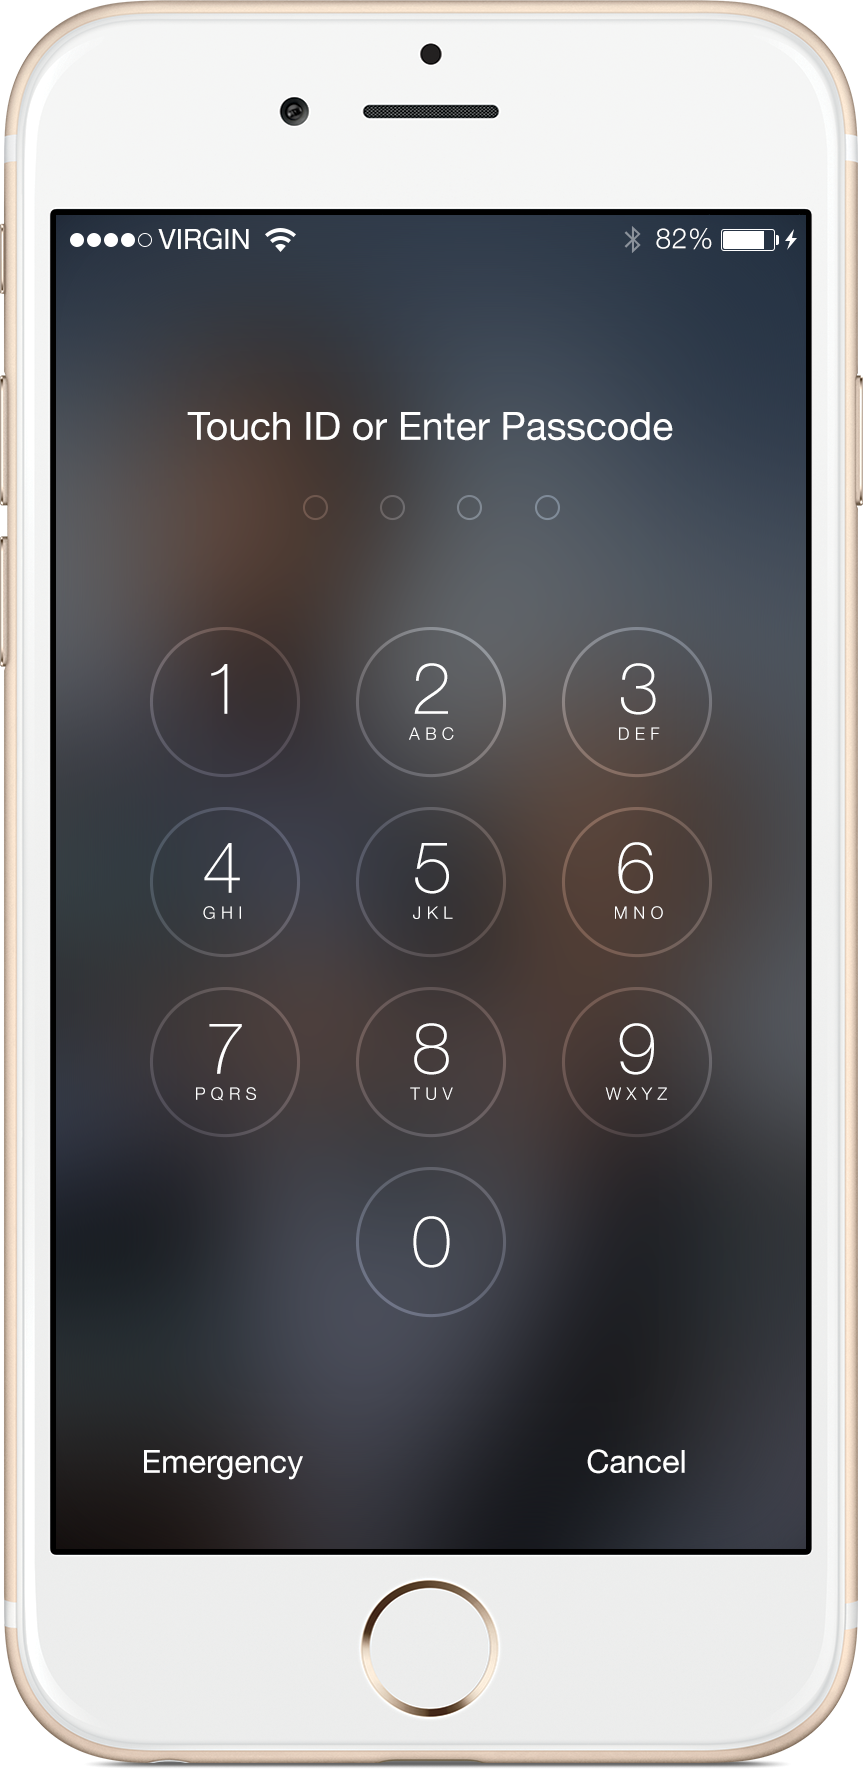 VIRGIN 82%
Touch ID or Enter Passcode
1 2 3
ABC DEF
4 5 6
GHI JKL MNO
7 8 9
PQRS TUV WXYZ
0
Emergency Cancel